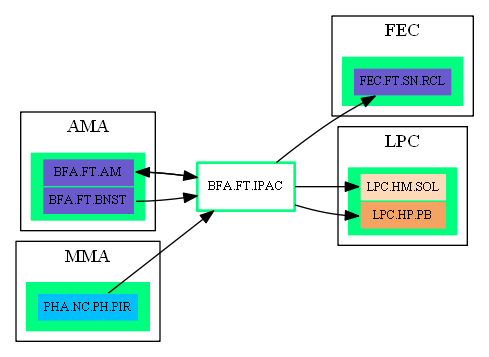 FEC
FEC.FT.SN.RCL
AMA
BFA.FT.AM
BFA.FT.BNST
BFA.FT.IPAC
LPC
LPC.HM.SOL
LPC.HP.PB
MMA
PHA.NC.PH.PIR